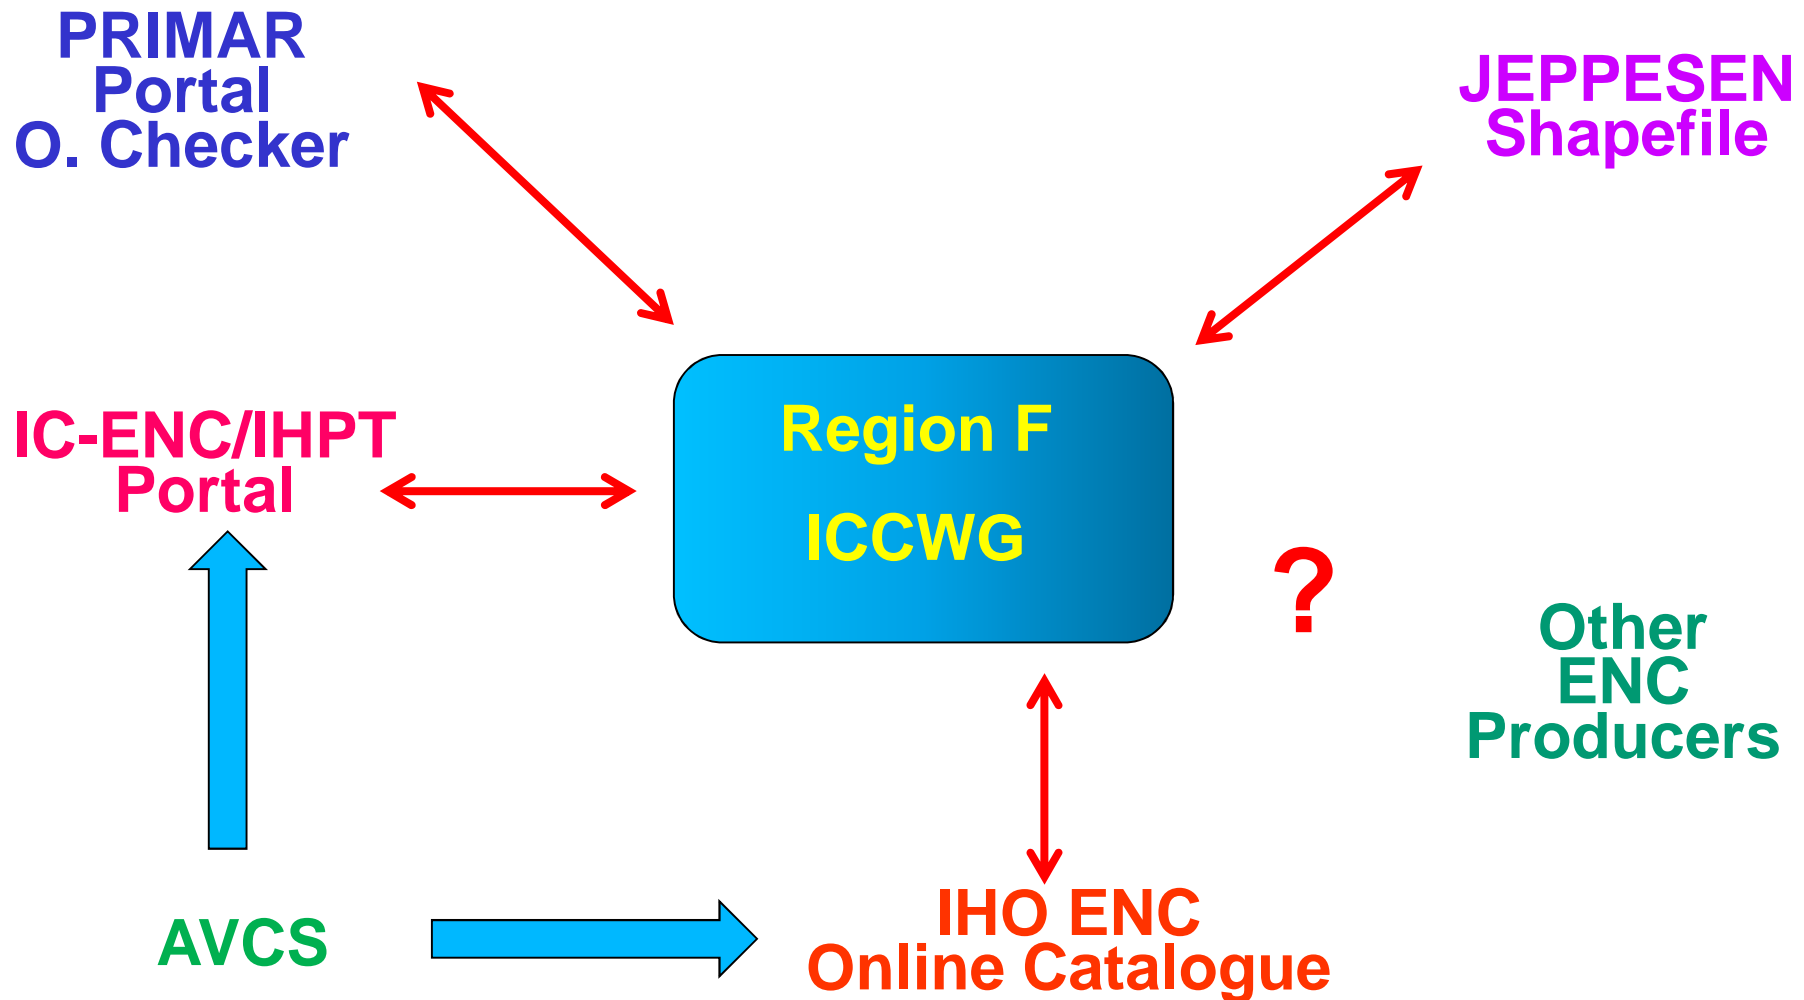 PRIMAR
Portal
O. Checker
JEPPESEN
Shapefile
IC-ENC/IHPT
Portal
Region F
ICCWG
?
Other
ENC
Producers
AVCS
IHO ENC
Online Catalogue